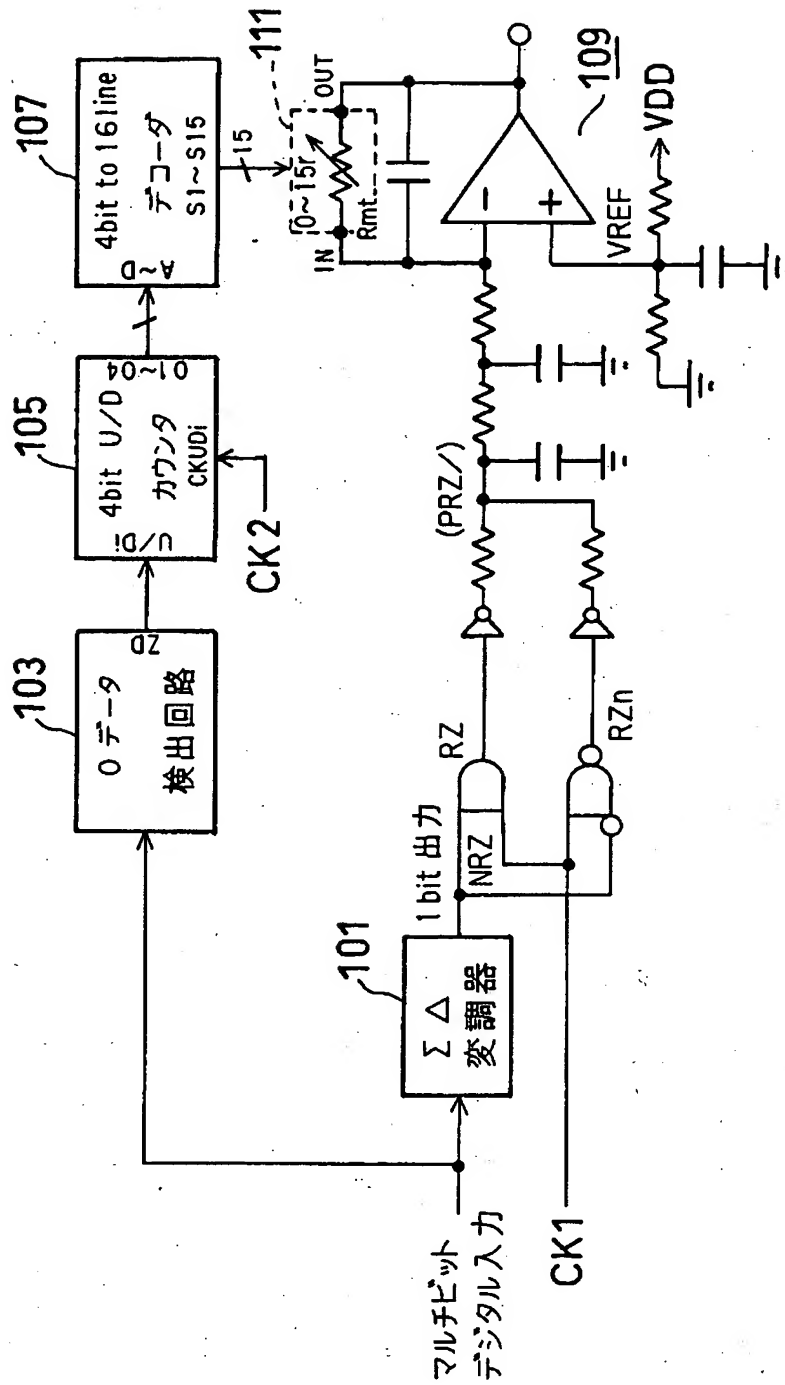 103
0 データ
検出回路
ZD
105
U/Di
4bit U/D
カウンタ
CKUDi
O1~O4
CK2
107
A~D
4bit to 16line
デコーダ
S1~S15
15
111
0~15r
Rmt.
IN
OUT
マルチビット
デジタル入力
101
ΣΔ
変調器
1bit 出力
NRZ
CK1
RZ
RZn
(PRZ/)
−
+
109
VREF
VDD